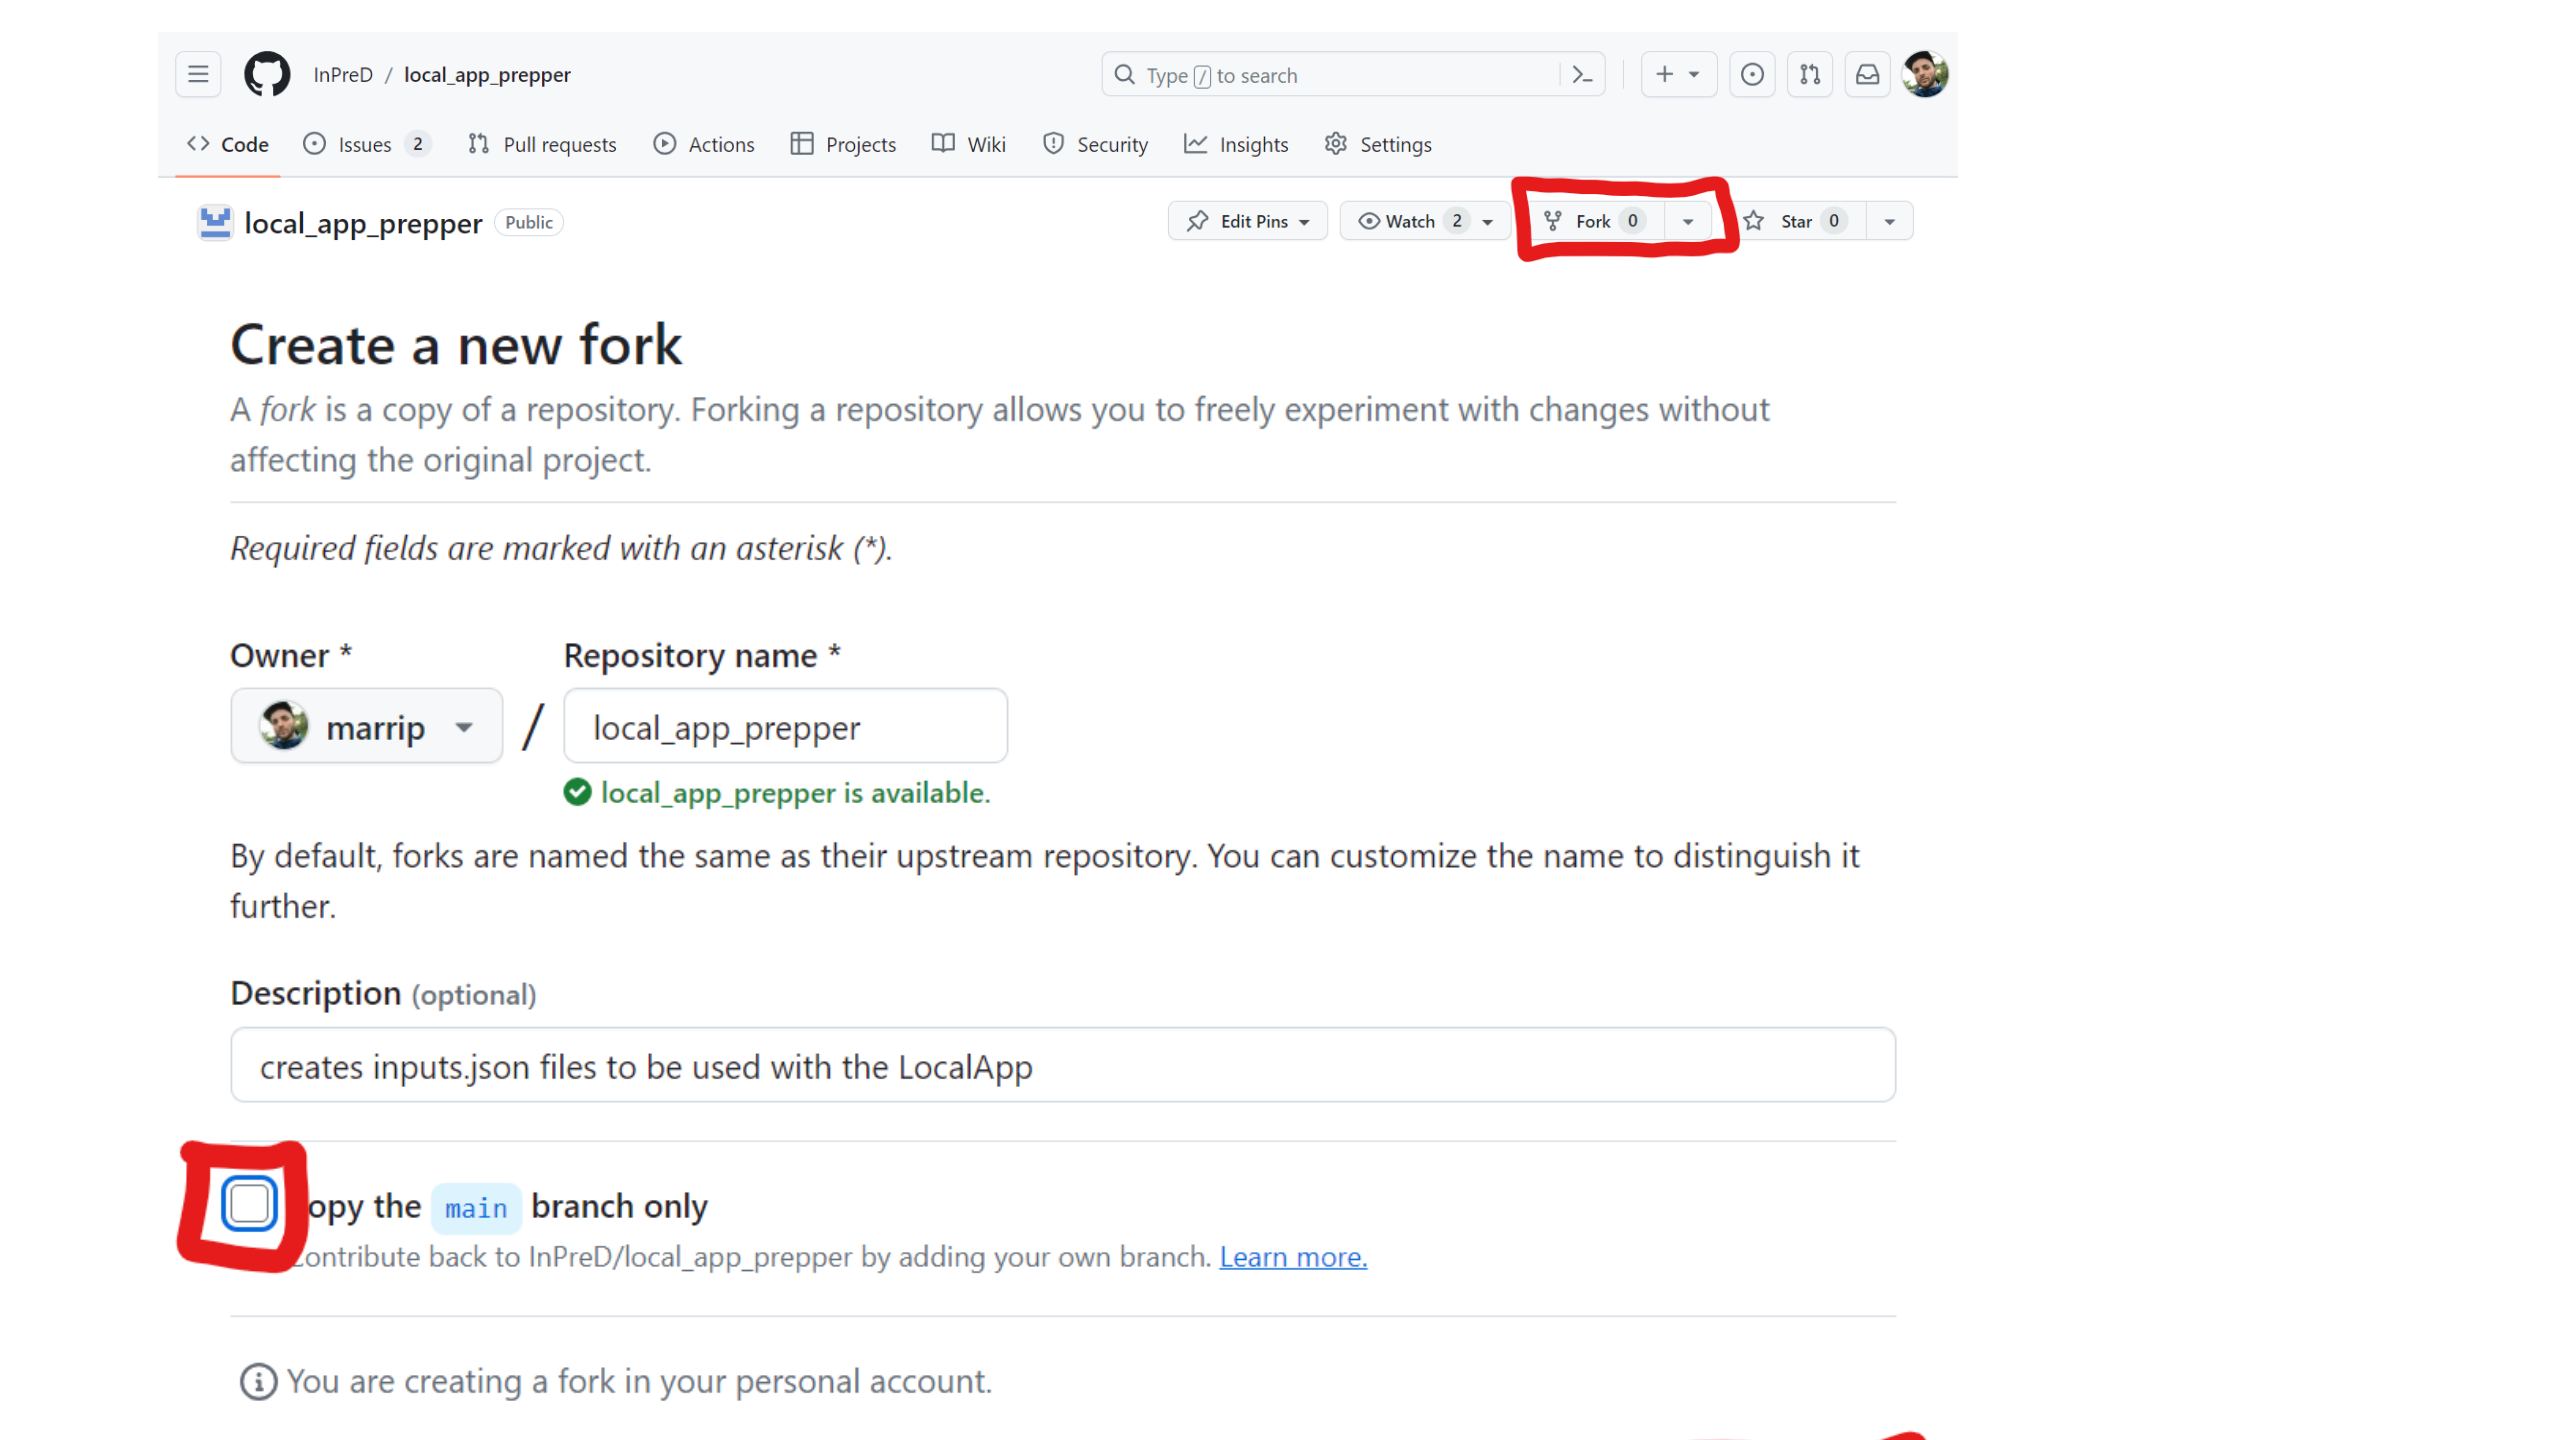 InPreD / local_app_prepper
Type / to search
Code Issues 2 Pull requests Actions Projects Wiki Security Insights Settings
local_app_prepper Public Edit Pins Watch 2 Fork 0 Star 0
Create a new fork
A fork is a copy of a repository. Forking a repository allows you to freely experiment with changes without
affecting the original project.
Required fields are marked with an asterisk (*).
Owner * Repository name *
marrip / local_app_prepper
local_app_prepper is available.
By default, forks are named the same as their upstream repository. You can customize the name to distinguish it
further.
Description (optional)
creates inputs.json files to be used with the LocalApp
opy the main branch only
ontribute back to InPreD/local_app_prepper by adding your own branch. Learn more.
You are creating a fork in your personal account.